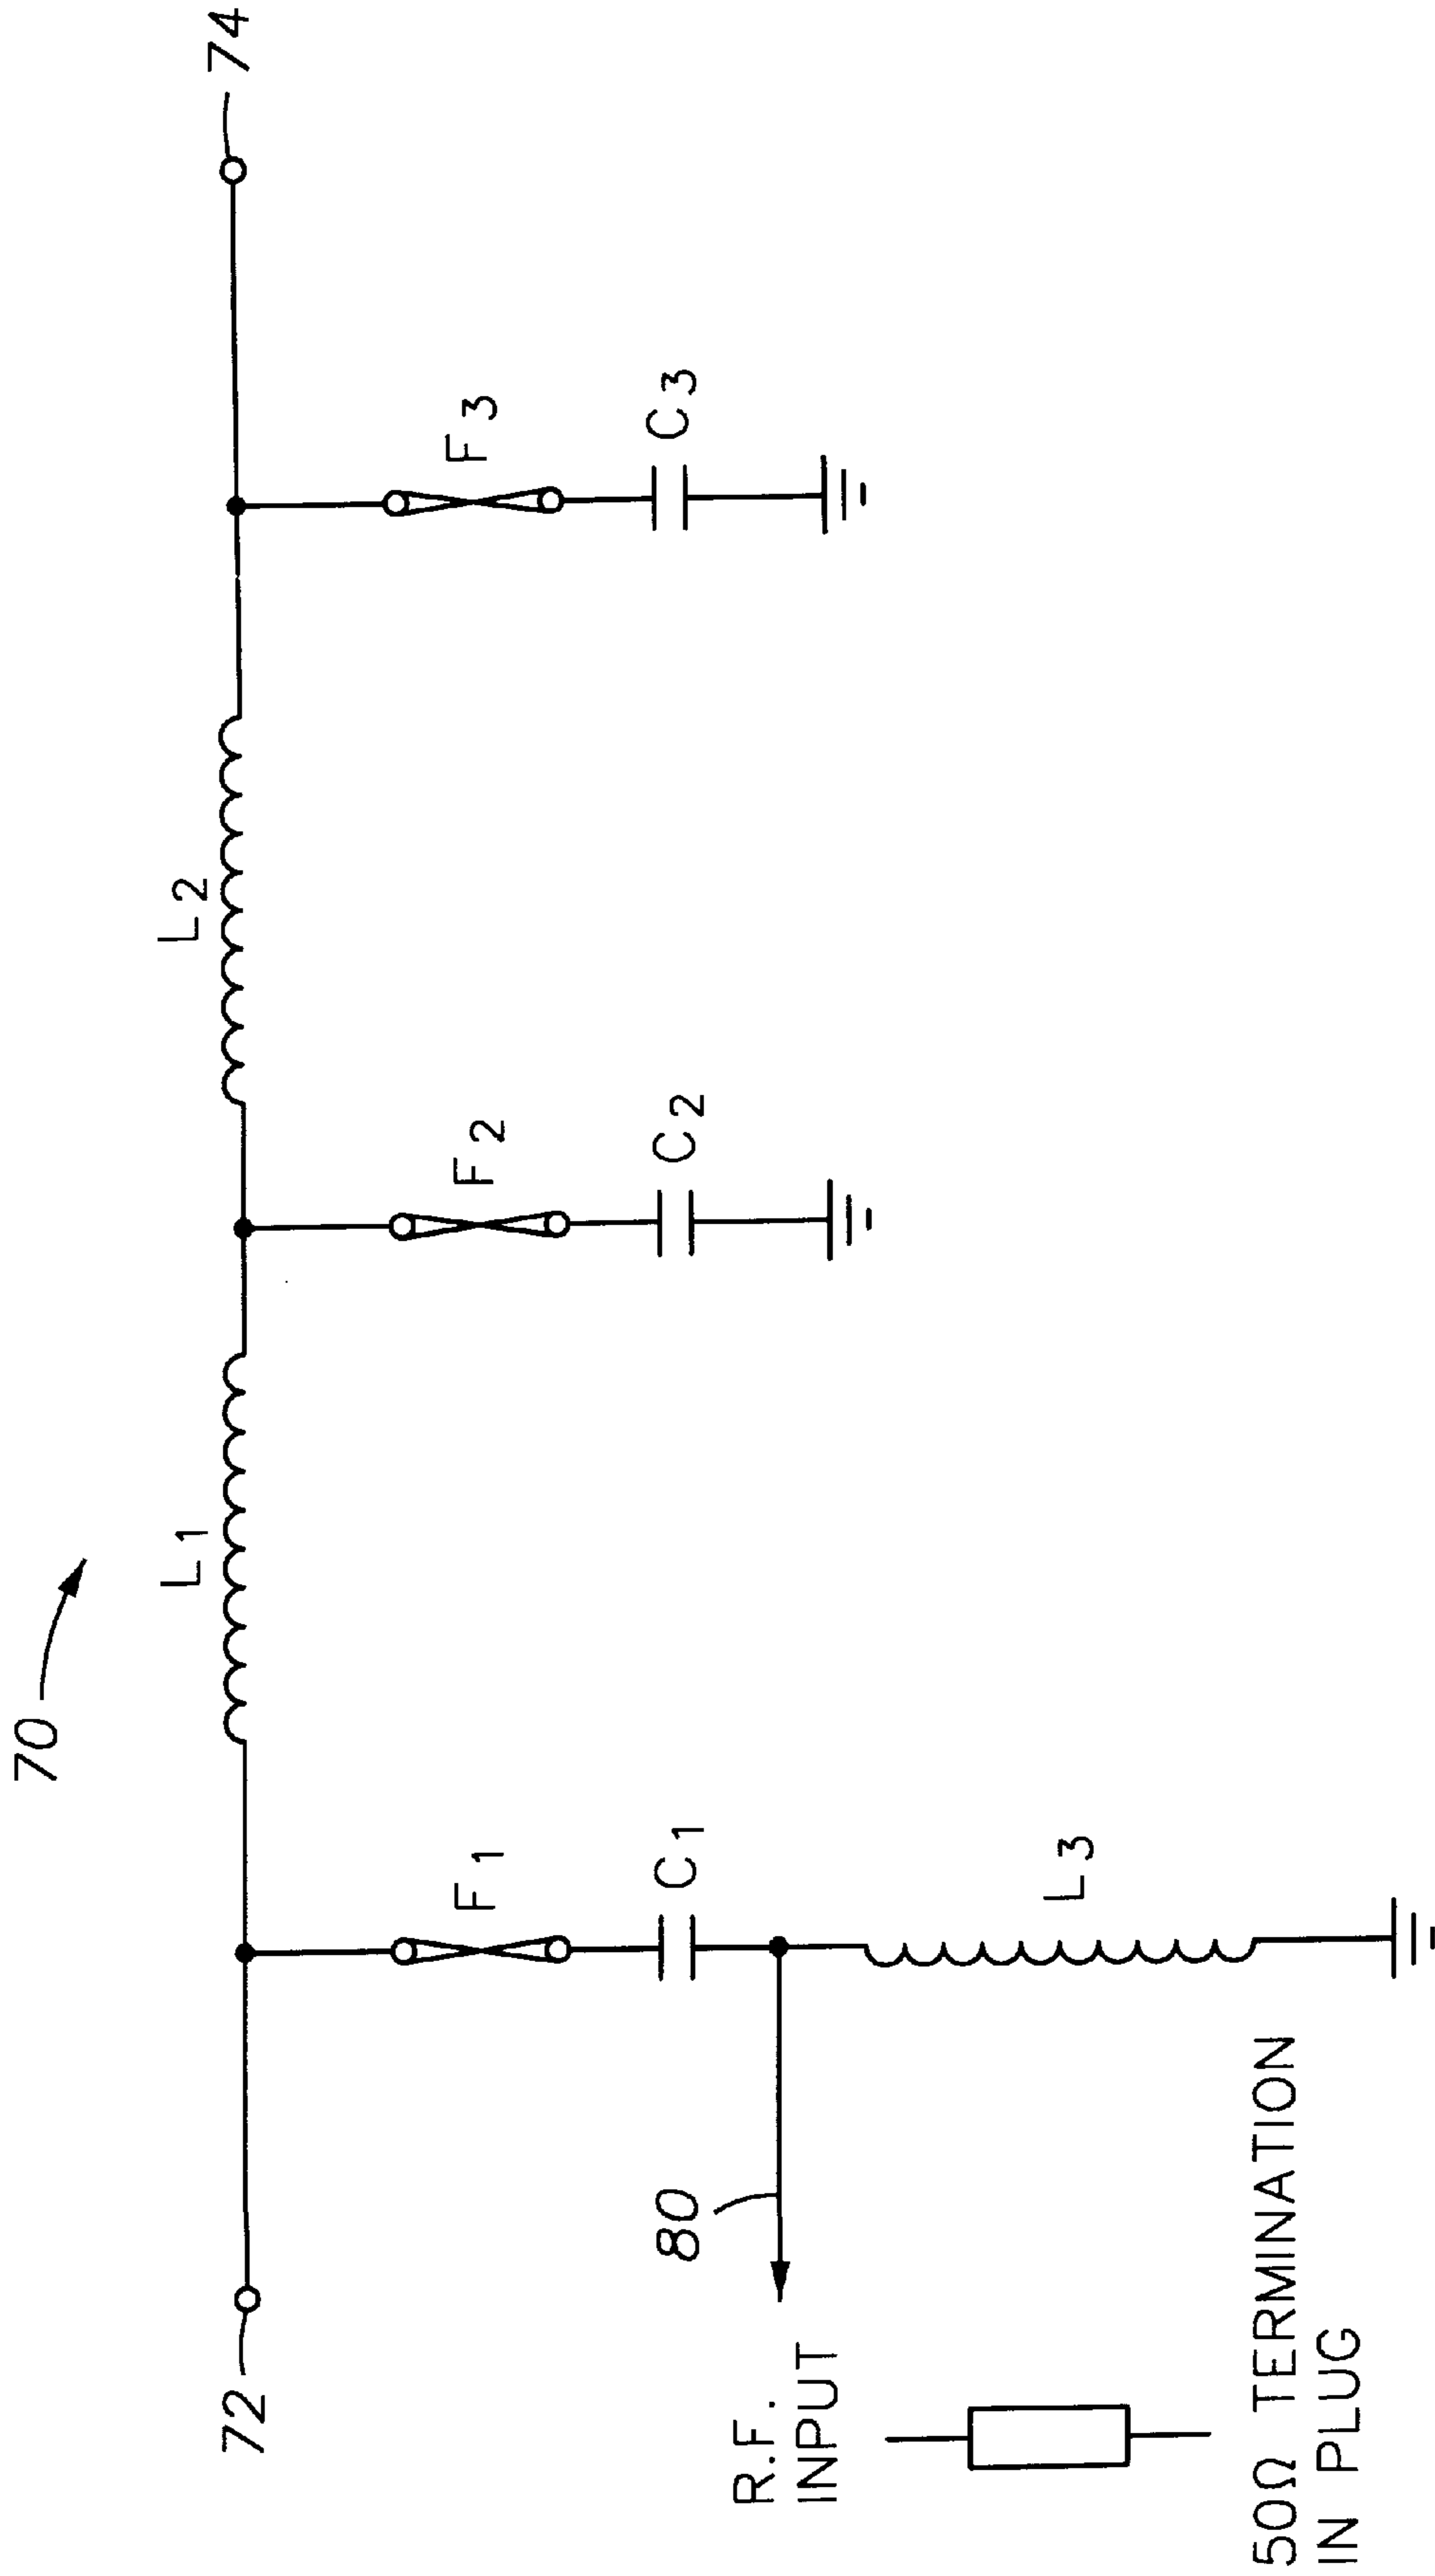 70
L1
L2
72
74
F1
F2
F3
C1
C2
C3
80
R.F.
INPUT
L3
50Ω TERMINATION
IN PLUG